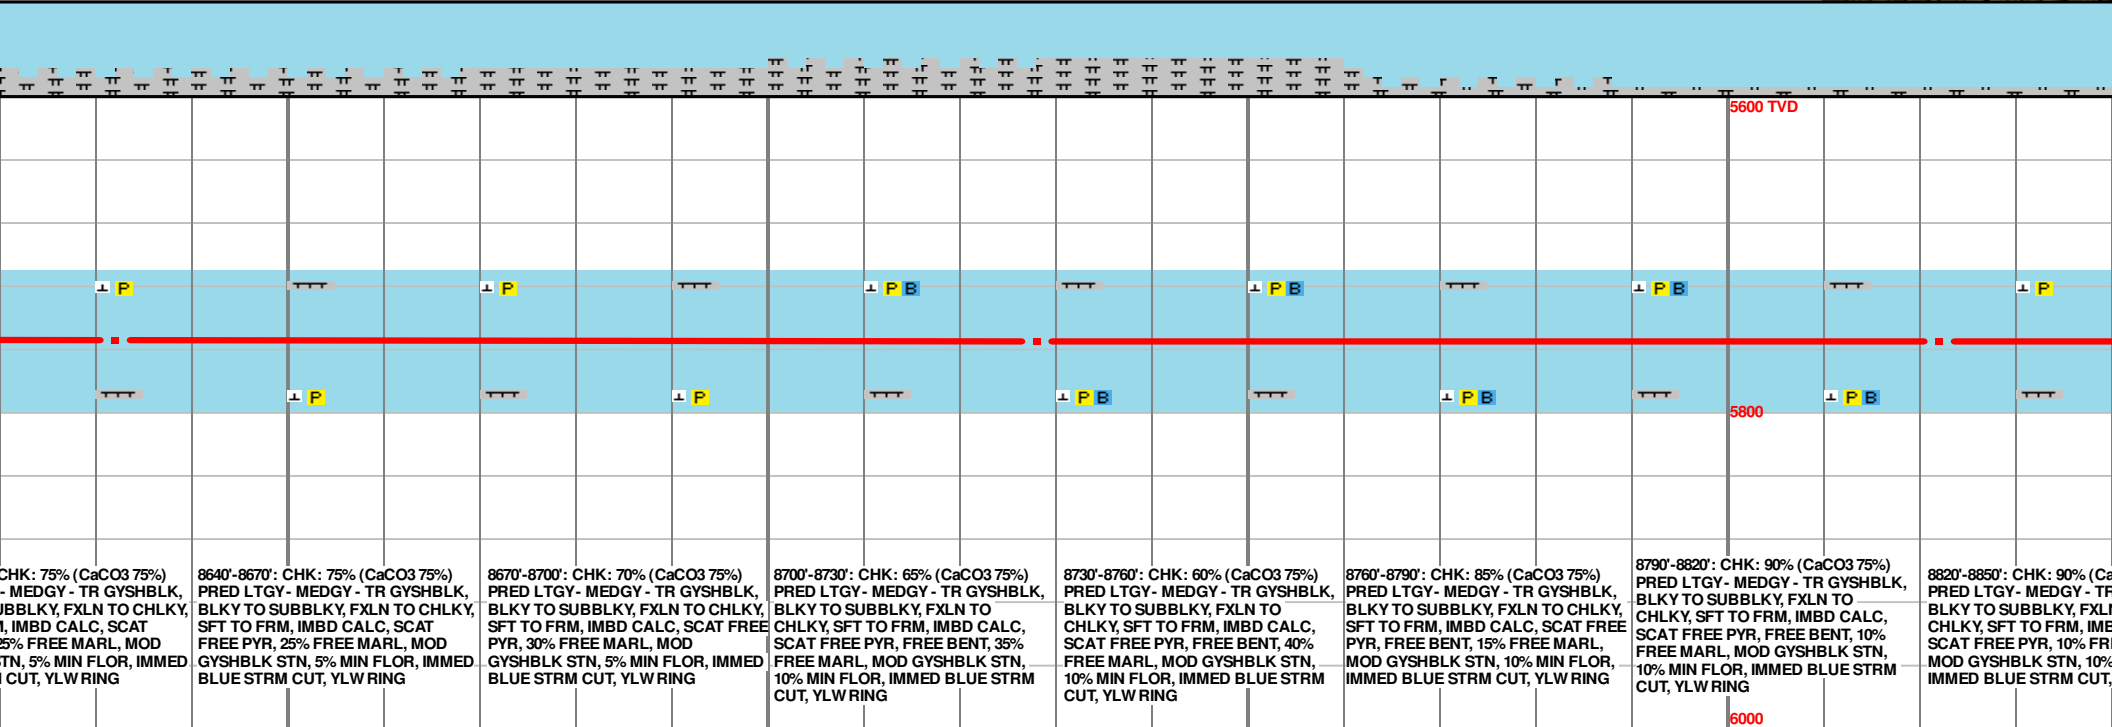 5600 TVD
P
P
P B
P B
P B
P
5800
P
P
P B
P B
P B
CHK: 75% (CaCO3 75%)
- MEDGY - TR GYSHBLK,
UBBLKY, FXLN TO CHLKY,
M, IMBD CALC, SCAT
25% FREE MARL, MOD
STN, 5% MIN FLOR, IMMED
CUT, YLW RING
8640'-8670': CHK: 75% (CaCO3 75%)
PRED LTGY - MEDGY - TR GYSHBLK,
BLKY TO SUBBLKY, FXLN TO CHLKY,
SFT TO FRM, IMBD CALC, SCAT
FREE PYR, 25% FREE MARL, MOD
GYSHBLK STN, 5% MIN FLOR, IMMED
BLUE STRM CUT, YLW RING
8670'-8700': CHK: 70% (CaCO3 75%)
PRED LTGY - MEDGY - TR GYSHBLK,
BLKY TO SUBBLKY, FXLN TO CHLKY,
SFT TO FRM, IMBD CALC, SCAT FREE
PYR, 30% FREE MARL, MOD
GYSHBLK STN, 5% MIN FLOR, IMMED
BLUE STRM CUT, YLW RING
8700'-8730': CHK: 65% (CaCO3 75%)
PRED LTGY - MEDGY - TR GYSHBLK,
BLKY TO SUBBLKY, FXLN TO
CHLKY, SFT TO FRM, IMBD CALC,
SCAT FREE PYR, FREE BENT, 35%
FREE MARL, MOD GYSHBLK STN,
10% MIN FLOR, IMMED BLUE STRM
CUT, YLW RING
8730'-8760': CHK: 60% (CaCO3 75%)
PRED LTGY - MEDGY - TR GYSHBLK,
BLKY TO SUBBLKY, FXLN TO
CHLKY, SFT TO FRM, IMBD CALC,
SCAT FREE PYR, FREE BENT, 40%
FREE MARL, MOD GYSHBLK STN,
10% MIN FLOR, IMMED BLUE STRM
CUT, YLW RING
8760'-8790': CHK: 85% (CaCO3 75%)
PRED LTGY - MEDGY - TR GYSHBLK,
BLKY TO SUBBLKY, FXLN TO CHLKY,
SFT TO FRM, IMBD CALC, SCAT FREE
PYR, FREE BENT, 15% FREE MARL,
MOD GYSHBLK STN, 10% MIN FLOR,
IMMED BLUE STRM CUT, YLW RING
8790'-8820': CHK: 90% (CaCO3 75%)
PRED LTGY - MEDGY - TR GYSHBLK,
BLKY TO SUBBLKY, FXLN TO
CHLKY, SFT TO FRM, IMBD CALC,
SCAT FREE PYR, FREE BENT, 10%
FREE MARL, MOD GYSHBLK STN,
10% MIN FLOR, IMMED BLUE STRM
CUT, YLW RING
8820'-8850': CHK: 90% (Ca
PRED LTGY - MEDGY - TR
BLKY TO SUBBLKY, FXLN
CHLKY, SFT TO FRM, IMB
SCAT FREE PYR, 10% FRE
MOD GYSHBLK STN, 10%
IMMED BLUE STRM CUT,
6000